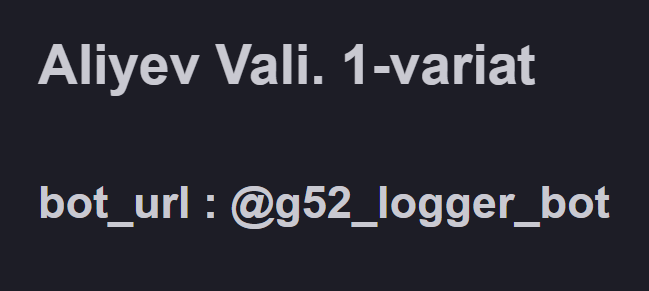 Aliyev Vali. 1-variat
bot_url : @g52_logger_bot